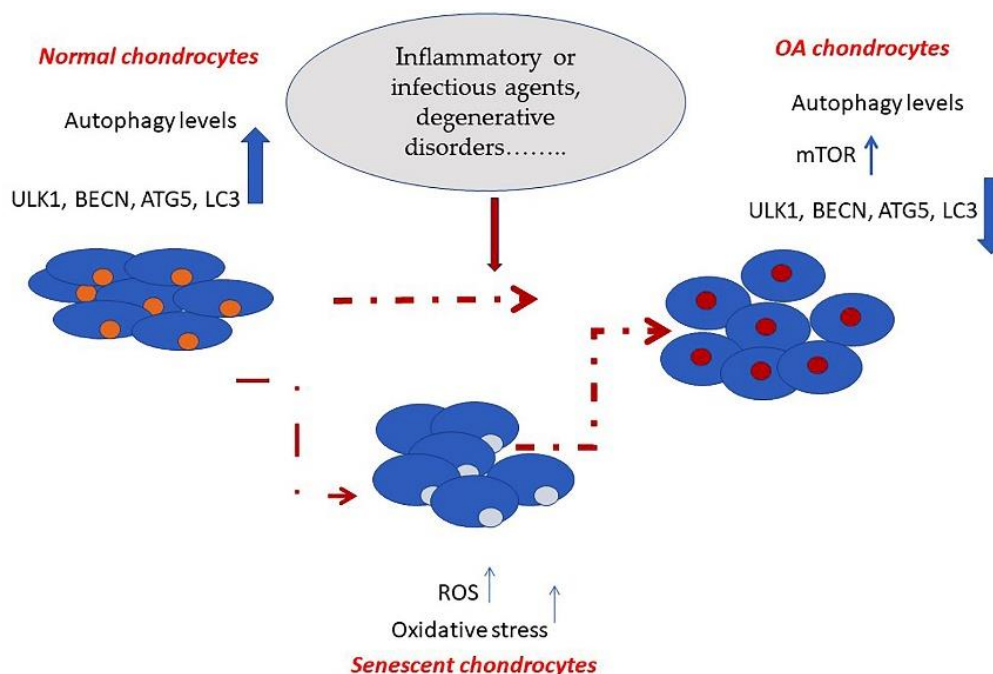 Normal chondrocytes
Autophagy levels
ULK1, BECN, ATG5, LC3
Inflammatory or
infectious agents,
degenerative
disorders……..
OA chondrocytes
Autophagy levels
mTOR
ULK1, BECN, ATG5, LC3
ROS
Oxidative stress
Senescent chondrocytes